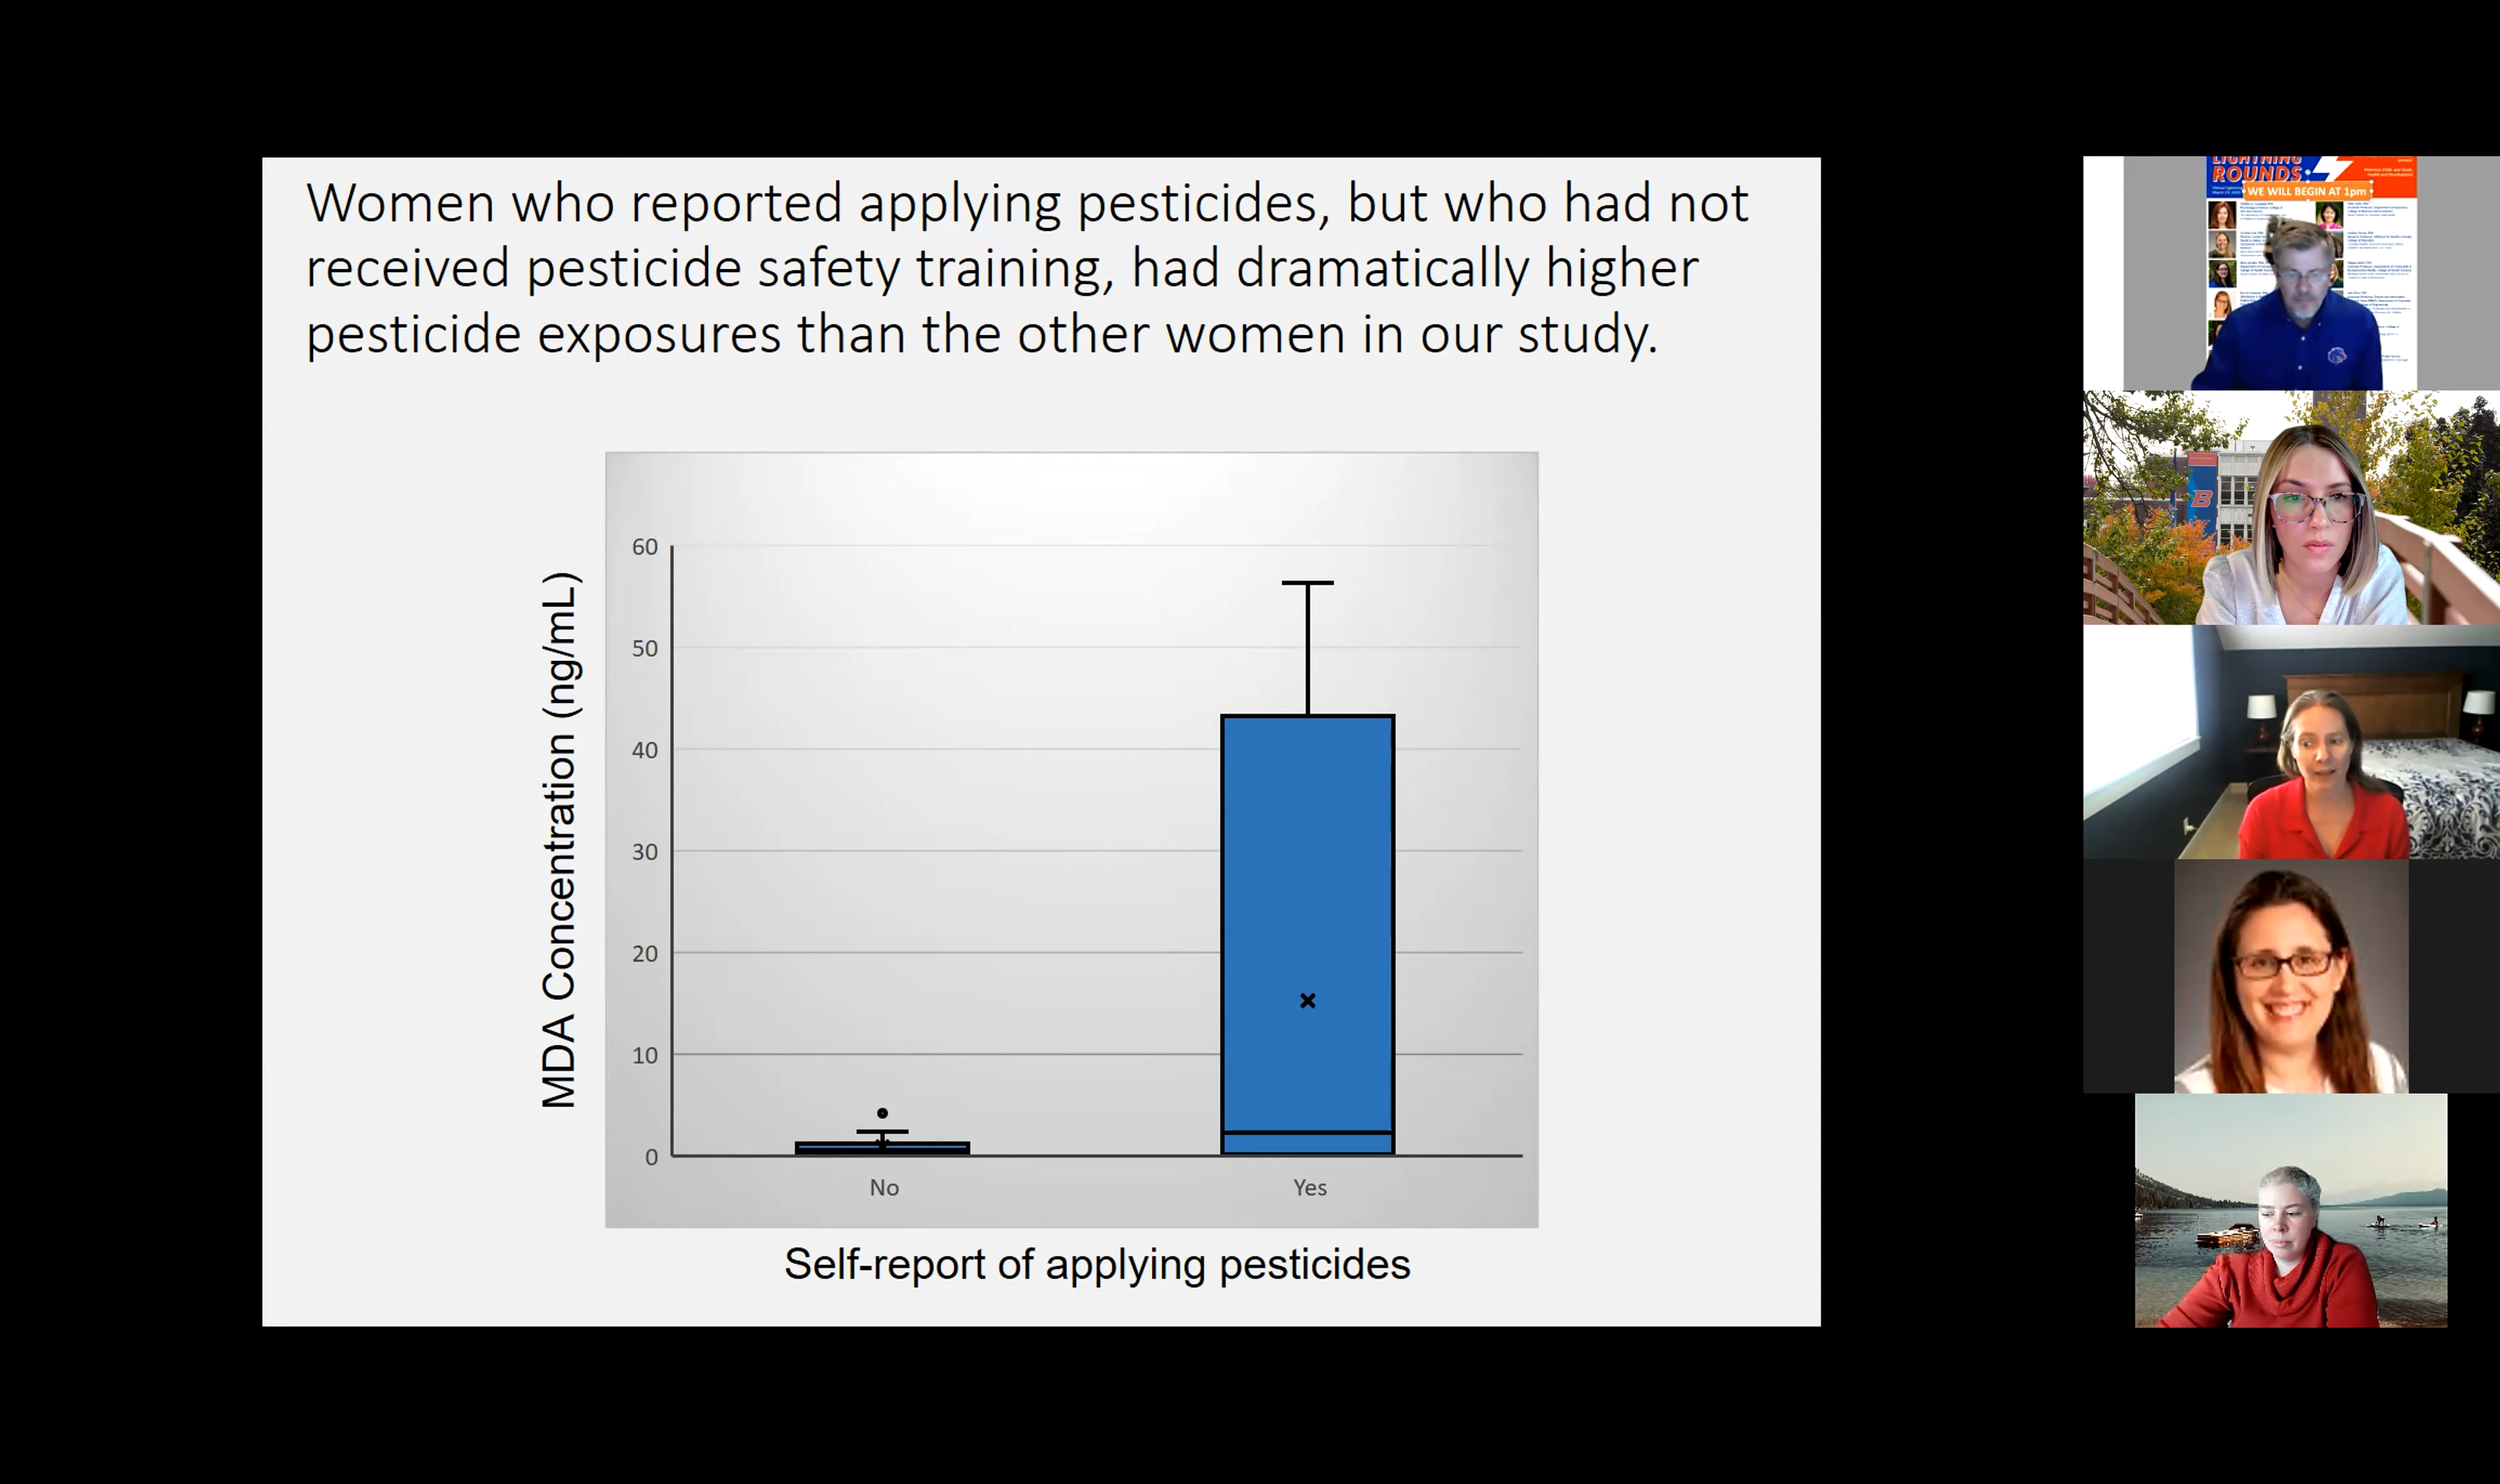 Women who reported applying pesticides, but who had not
received pesticide safety training, had dramatically higher
pesticide exposures than the other women in our study.
MDA Concentration (ng/mL)
60
50
40
30
20
10
0
No
Yes
Self-report of applying pesticides
LIGHTNING
ROUNDS
WE WILL BEGIN AT 1pm
B